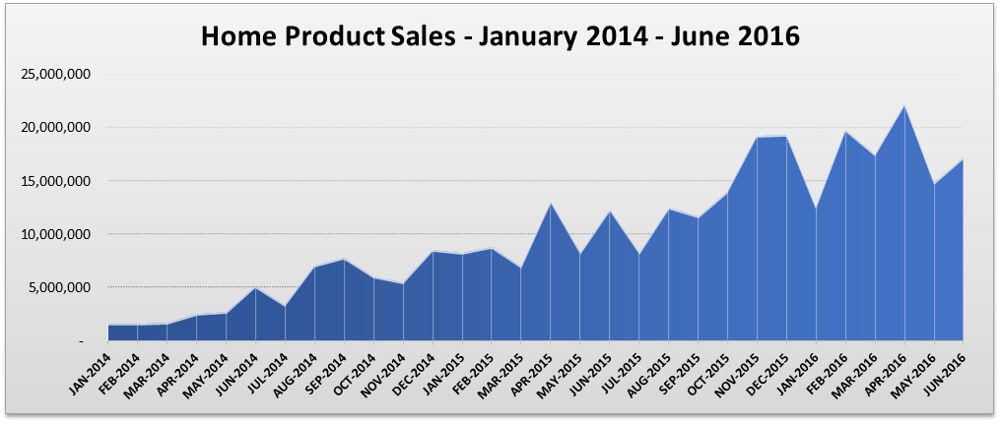 Home Product Sales - January 2014 - June 2016
25,000,000
20,000,000
15,000,000
10,000,000
5,000,000
-
JAN-2014
FEB-2014
MAR-2014
APR-2014
MAY-2014
JUN-2014
JUL-2014
AUG-2014
SEP-2014
OCT-2014
NOV-2014
DEC-2014
JAN-2015
FEB-2015
MAR-2015
APR-2015
MAY-2015
JUN-2015
JUL-2015
AUG-2015
SEP-2015
OCT-2015
NOV-2015
DEC-2015
JAN-2016
FEB-2016
MAR-2016
APR-2016
MAY-2016
JUN-2016